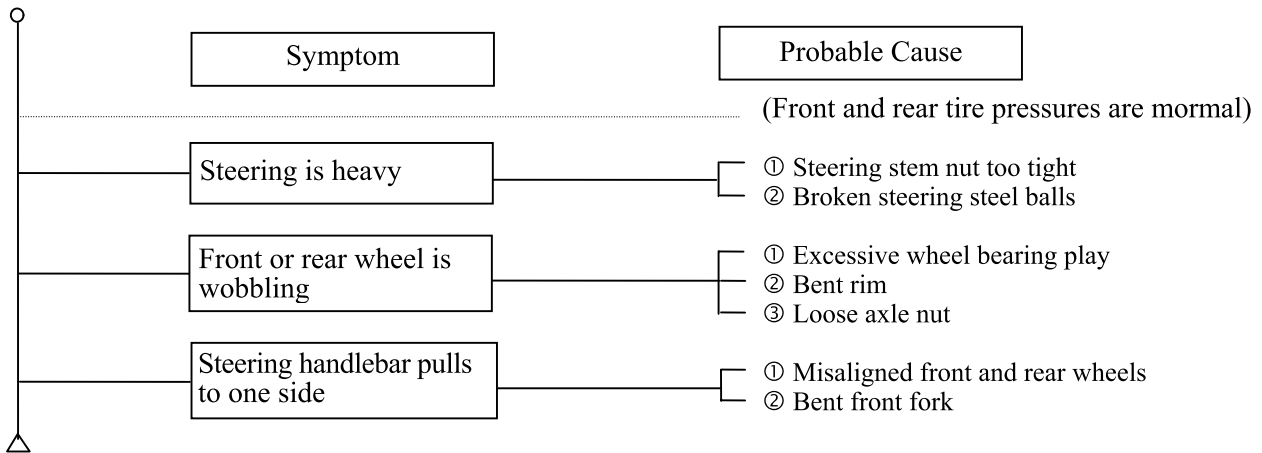 Symptom
Probable Cause
(Front and rear tire pressures are mormal)
Steering is heavy
① Steering stem nut too tight
② Broken steering steel balls
Front or rear wheel is
wobbling
① Excessive wheel bearing play
② Bent rim
③ Loose axle nut
Steering handlebar pulls
to one side
① Misaligned front and rear wheels
② Bent front fork